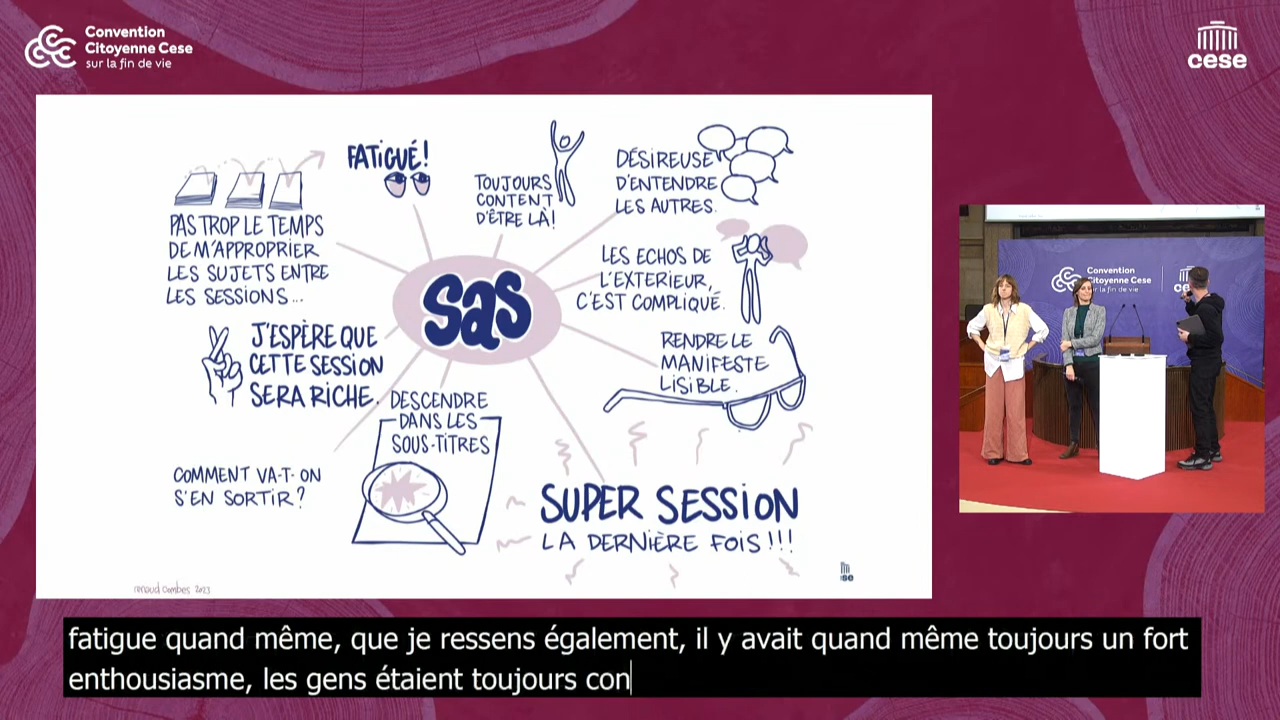 Convention
Citoyenne Cese
sur la fin de vie
cese
FATIGUÉ!
TOUJOURS
CONTENT
D'ÊTRE LÀ!
DÉSIREUSE
D'ENTENDRE
LES AUTRES.
PAS TROP LE TEMPS
DE M'APPROPRIER
LES SUJETS ENTRE
LES SESSIONS...
LES ECHOS DE
L'EXTERIEUR,
C'EST COMPLIQUÉ.
sas
J'ESPÈRE QUE
CETTE SESSION
SERA RICHE.
RENDRE LE
MANIFESTE
LISIBLE.
DESCENDRE
DANS LES
SOUS-TITRES
COMMENT VA-T-ON
S'EN SORTIR?
SUPER SESSION
LA DERNIÈRE FOIS!!!
renaud combes 2023
Convention
Citoyenne Cese
sur la fin de vie
fatigue quand même, que je ressens également, il y avait quand même toujours un fort
enthousiasme, les gens étaient toujours con